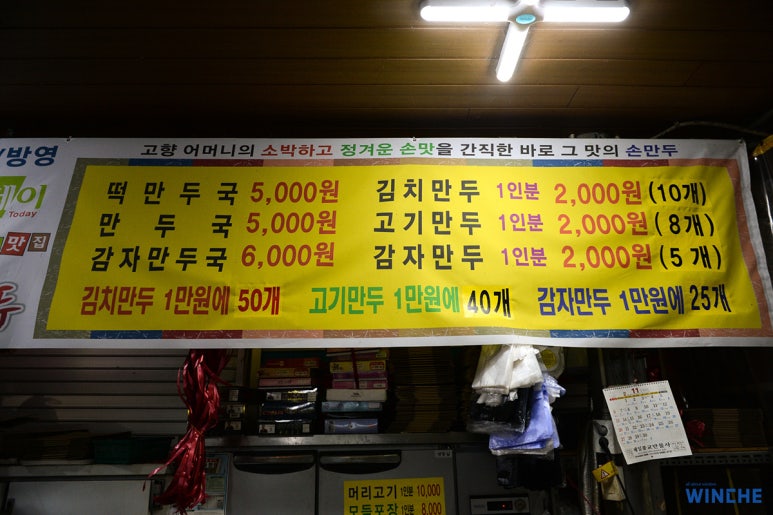 고향 어머니의 소박하고 정겨운 손맛을 간직한 바로 그 맛의 손만두
방영
Today
맛집
떡만두국 5,000원 김치만두 1인분 2,000원 (10개)
만두국 5,000원 고기만두 1인분 2,000원 (8개)
감자만두국 6,000원 감자만두 1인분 2,000원 (5개)
김치만두 1만원에 50개 고기만두 1만원에 40개 감자만두 1만원에 25개
11
머리고기 1인분 10,000
모듬포장 8,000
WINCHE